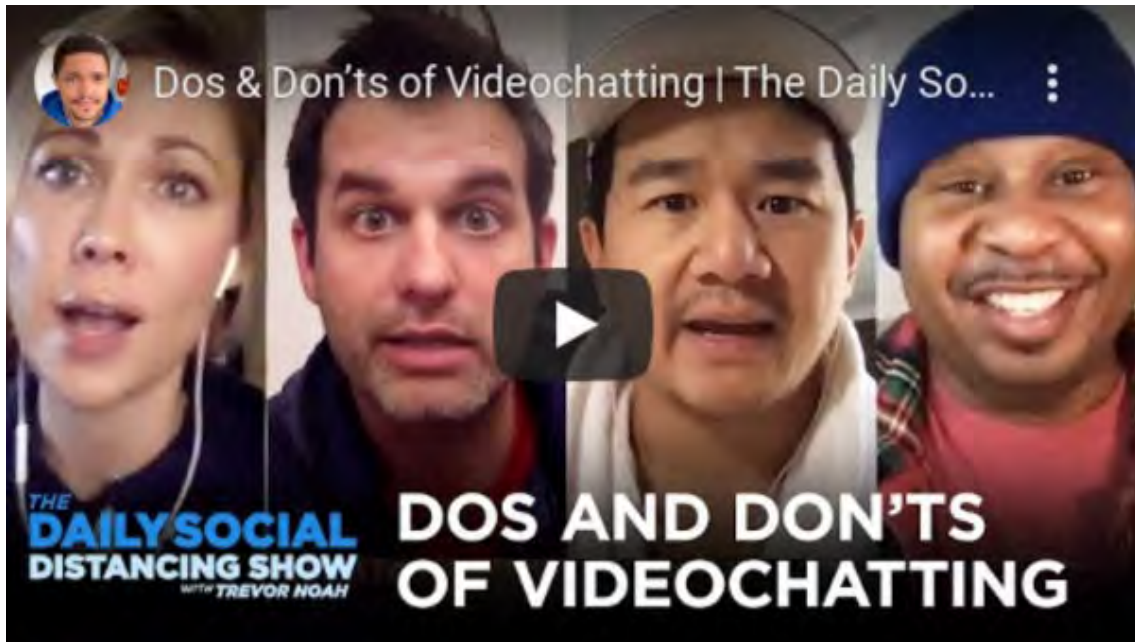 Dos & Don’ts of Videochatting | The Daily So...
THE
DAILY SOCIAL
DISTANCING SHOW
WITH TREVOR NOAH
DOS AND DON’TS
OF VIDEOCHATTING